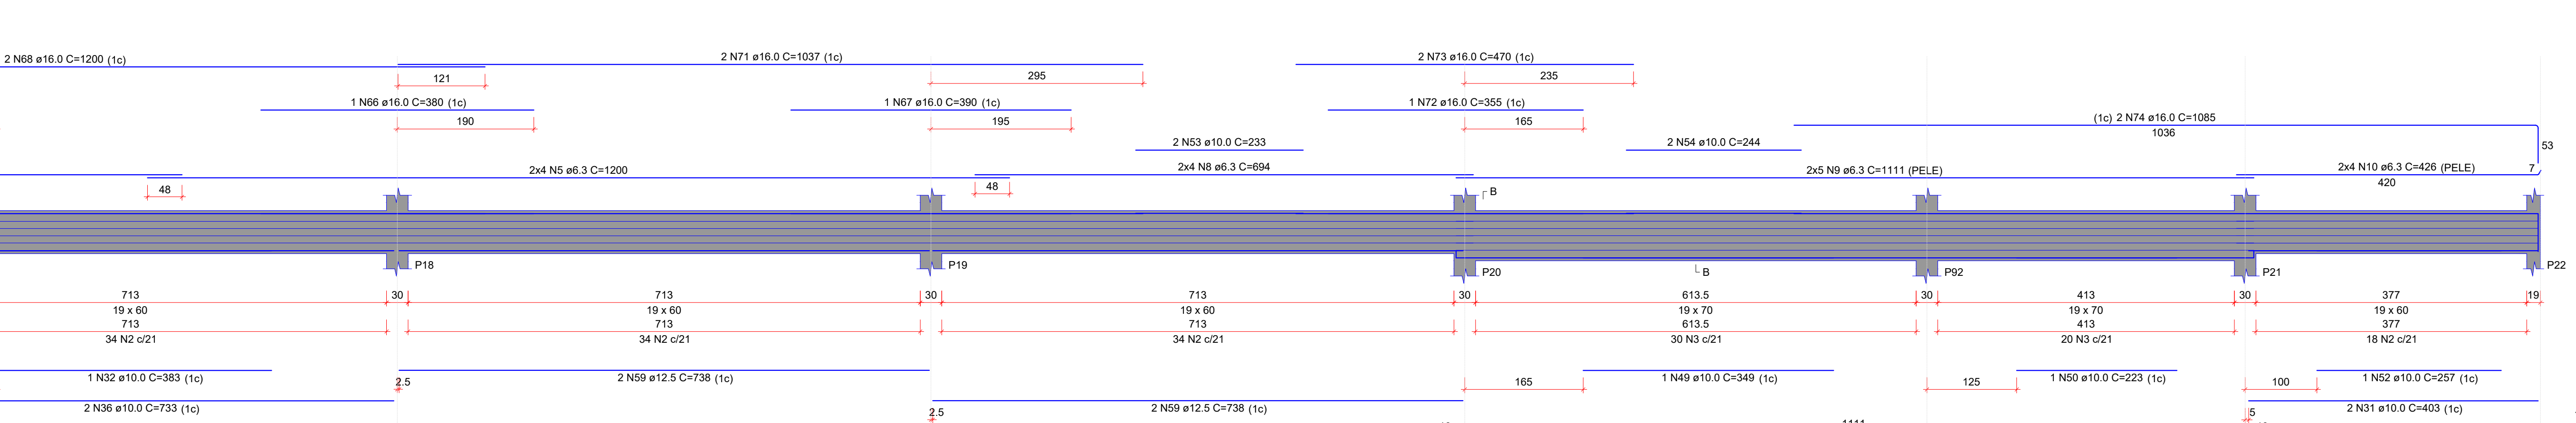 2 N68 ø16.0 C=1200 (1c)
2 N71 ø16.0 C=1037 (1c)
2 N73 ø16.0 C=470 (1c)
121
295
235
1 N66 ø16.0 C=380 (1c)
1 N67 ø16.0 C=390 (1c)
1 N72 ø16.0 C=355 (1c)
190
195
165
(1c) 2 N74 ø16.0 C=1085
1036
53
2 N53 ø10.0 C=233
2 N54 ø10.0 C=244
2x4 N5 ø6.3 C=1200
2x4 N8 ø6.3 C=694
2x5 N9 ø6.3 C=1111 (PELE)
2x4 N10 ø6.3 C=426 (PELE)
7
48
48
420
B
P18
P19
P20
B
P92
P21
P22
713
30
713
30
713
30
613.5
30
413
30
377
19
19 x 60
19 x 60
19 x 60
19 x 70
19 x 70
19 x 60
713
713
713
613.5
413
377
34 N2 c/21
34 N2 c/21
34 N2 c/21
30 N3 c/21
20 N3 c/21
18 N2 c/21
1 N32 ø10.0 C=383 (1c)
2.5
2 N59 ø12.5 C=738 (1c)
165
1 N49 ø10.0 C=349 (1c)
125
1 N50 ø10.0 C=223 (1c)
100
1 N52 ø10.0 C=257 (1c)
2 N36 ø10.0 C=733 (1c)
2.5
2 N59 ø12.5 C=738 (1c)
5
2 N31 ø10.0 C=403 (1c)